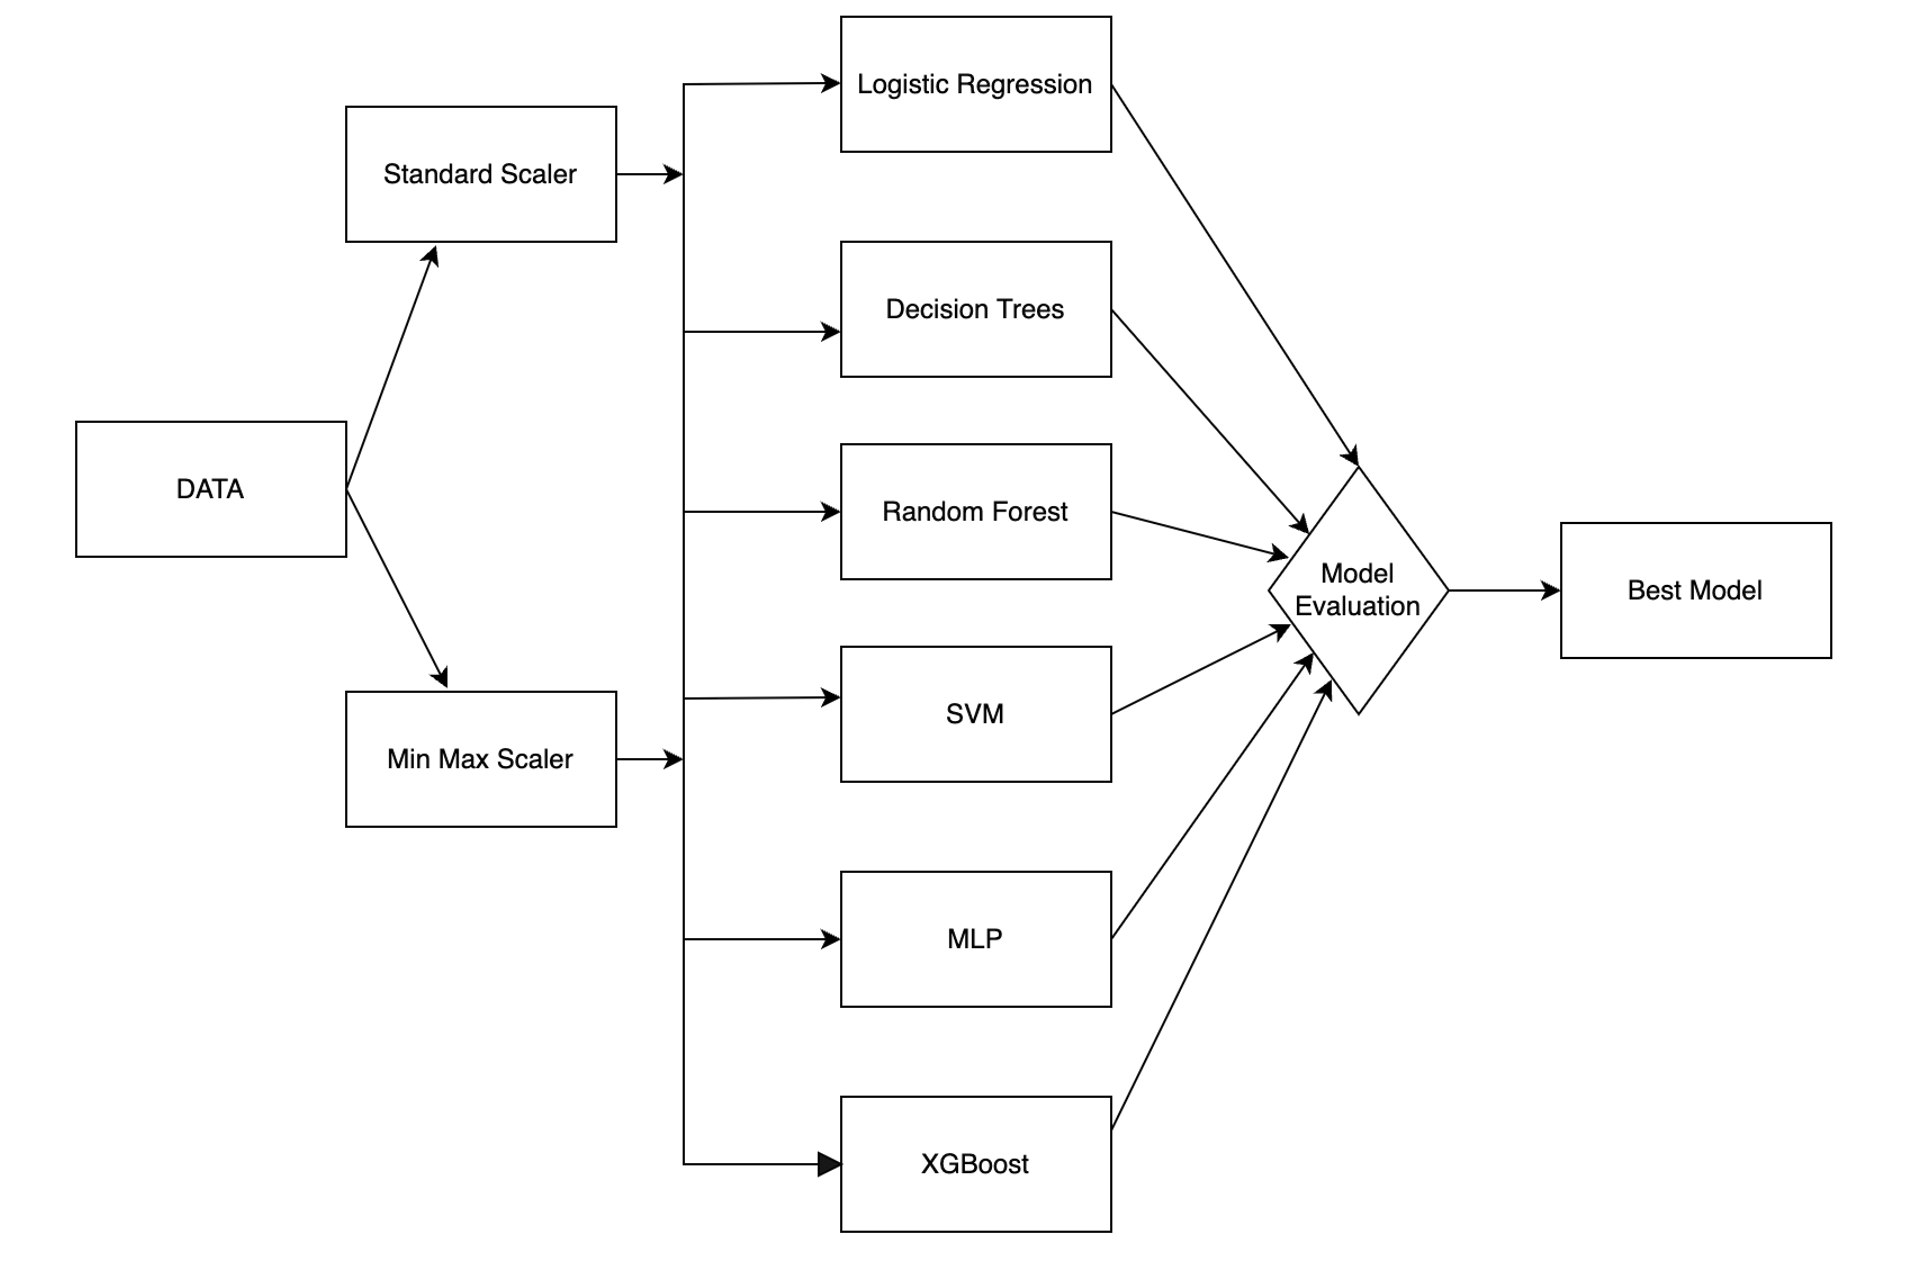 DATA
Standard Scaler
Min Max Scaler
Logistic Regression
Decision Trees
Random Forest
SVM
MLP
XGBoost
Model
Evaluation
Best Model